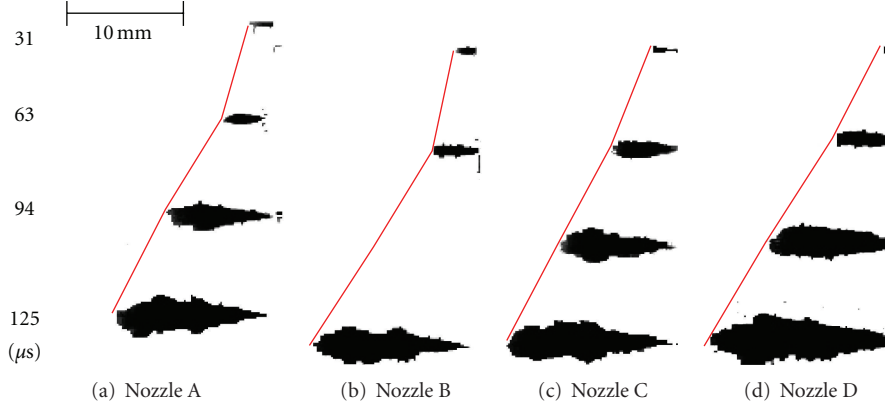 10 mm
31
63
94
125
(μs)
(a) Nozzle A
(b) Nozzle B
(c) Nozzle C
(d) Nozzle D